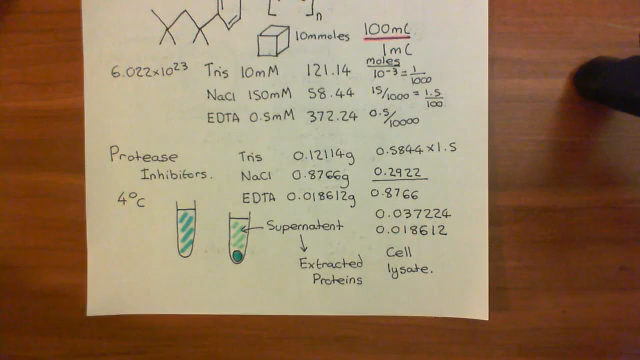 n
10mmoles 100mL
1mL
6.022x10²³ Tris 10mM 121.14 moles 10⁻³ = 1/1000
NaCl 150mM 58.44 15/1000 = 1.5/100
EDTA 0.5mM 372.24 0.5/10000
Protease Tris 0.12114g 0.5844 x 1.5
Inhibitors. NaCl 0.8766g 0.2922
4°C EDTA 0.018612g 0.8766
0.037224
Supernatent 0.018612
Extracted Cell
Proteins lysate.